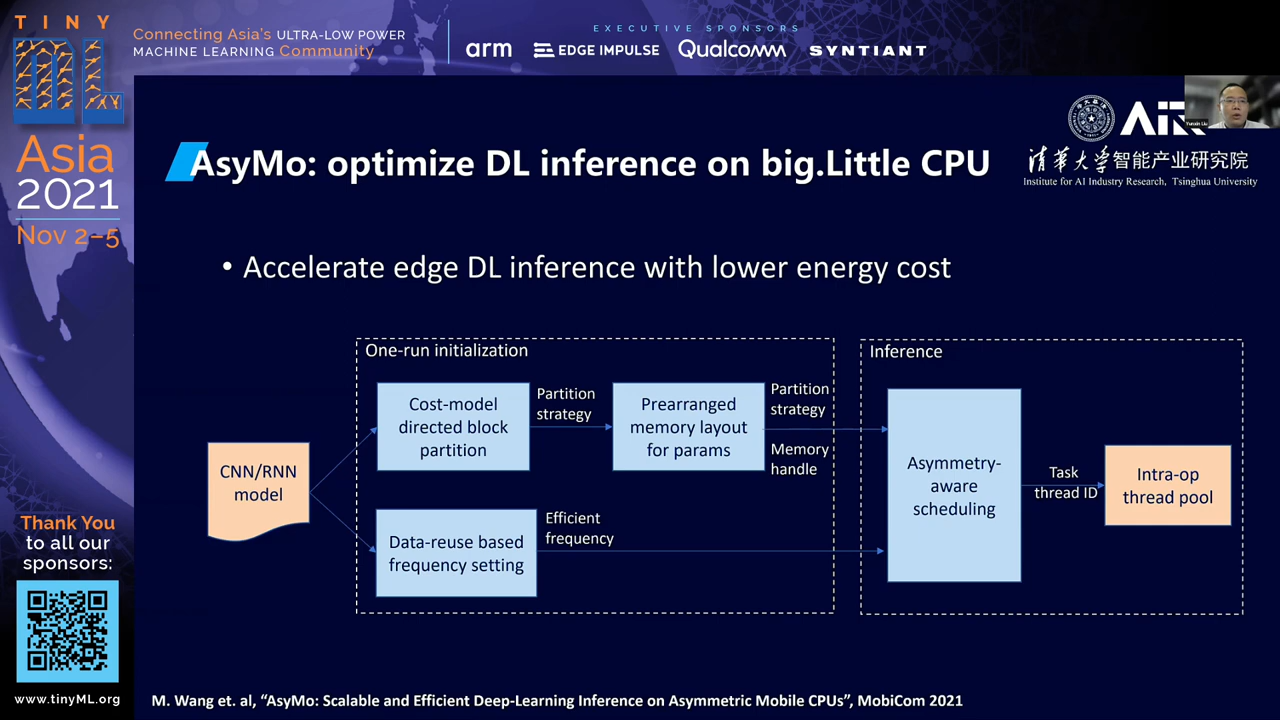 TINY
ML
Asia
2021
Nov 2–5
Thank You
to all our
sponsors:
www.tinyML.org
Connecting Asia's ULTRA-LOW POWER
MACHINE LEARNING Community
EXECUTIVE SPONSORS
arm
EDGE IMPULSE
Qualcomm
SYNTIANT
Yunxin Liu
清華大学智能产业研究院
Institute for AI Industry Research, Tsinghua University
AsyMo: optimize DL inference on big.Little CPU
• Accelerate edge DL inference with lower energy cost
One-run initialization
Inference
CNN/RNN
model
Cost-model
directed block
partition
Partition
strategy
Prearranged
memory layout
for params
Partition
strategy
Memory
handle
Data-reuse based
frequency setting
Efficient
frequency
Asymmetry-
aware
scheduling
Task
thread ID
Intra-op
thread pool
M. Wang et. al, “AsyMo: Scalable and Efficient Deep-Learning Inference on Asymmetric Mobile CPUs”, MobiCom 2021